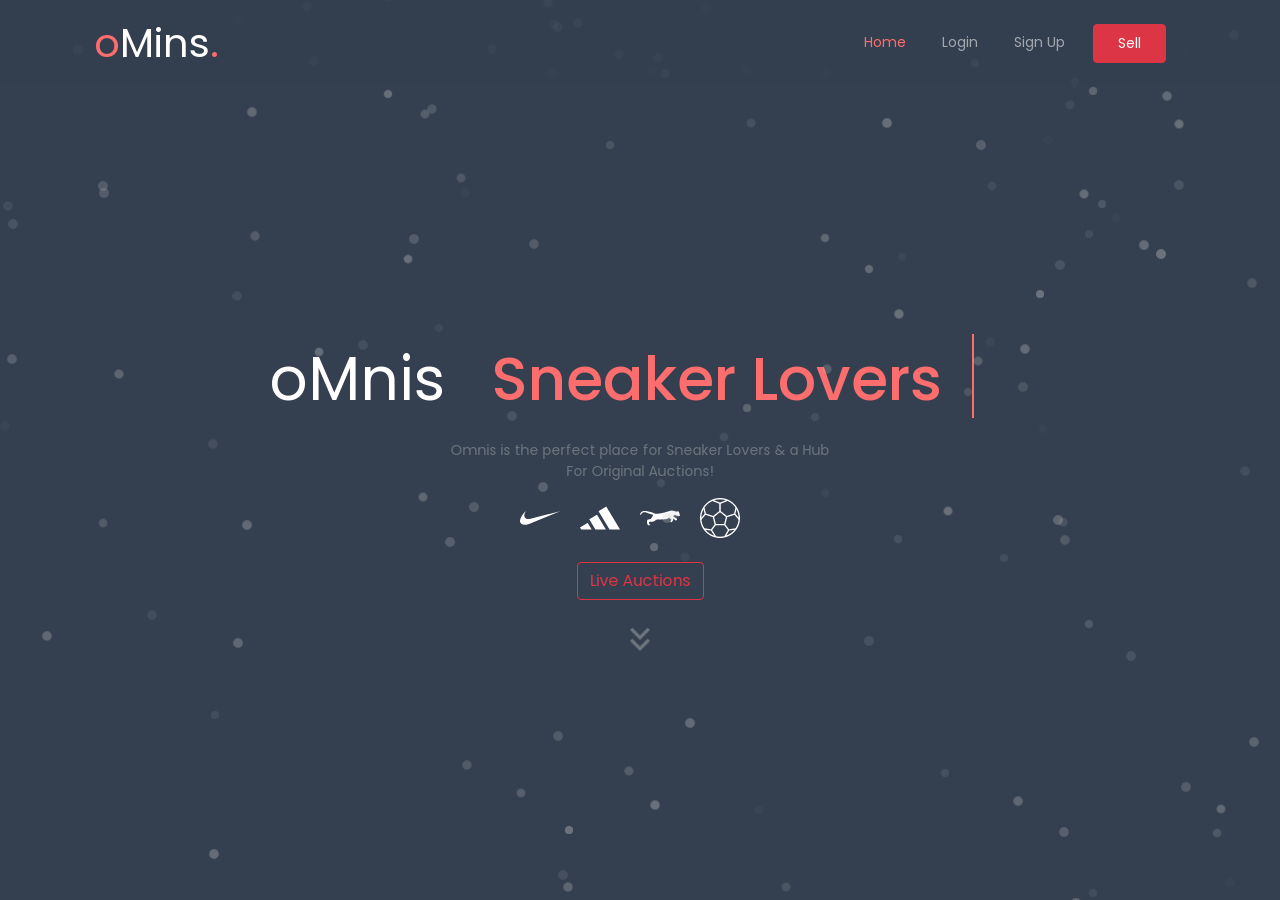 oMins.
Home Login Sign Up Sell
oMnis Sneaker Lovers
Omnis is the perfect place for Sneaker Lovers & a Hub
For Original Auctions!
Live Auctions